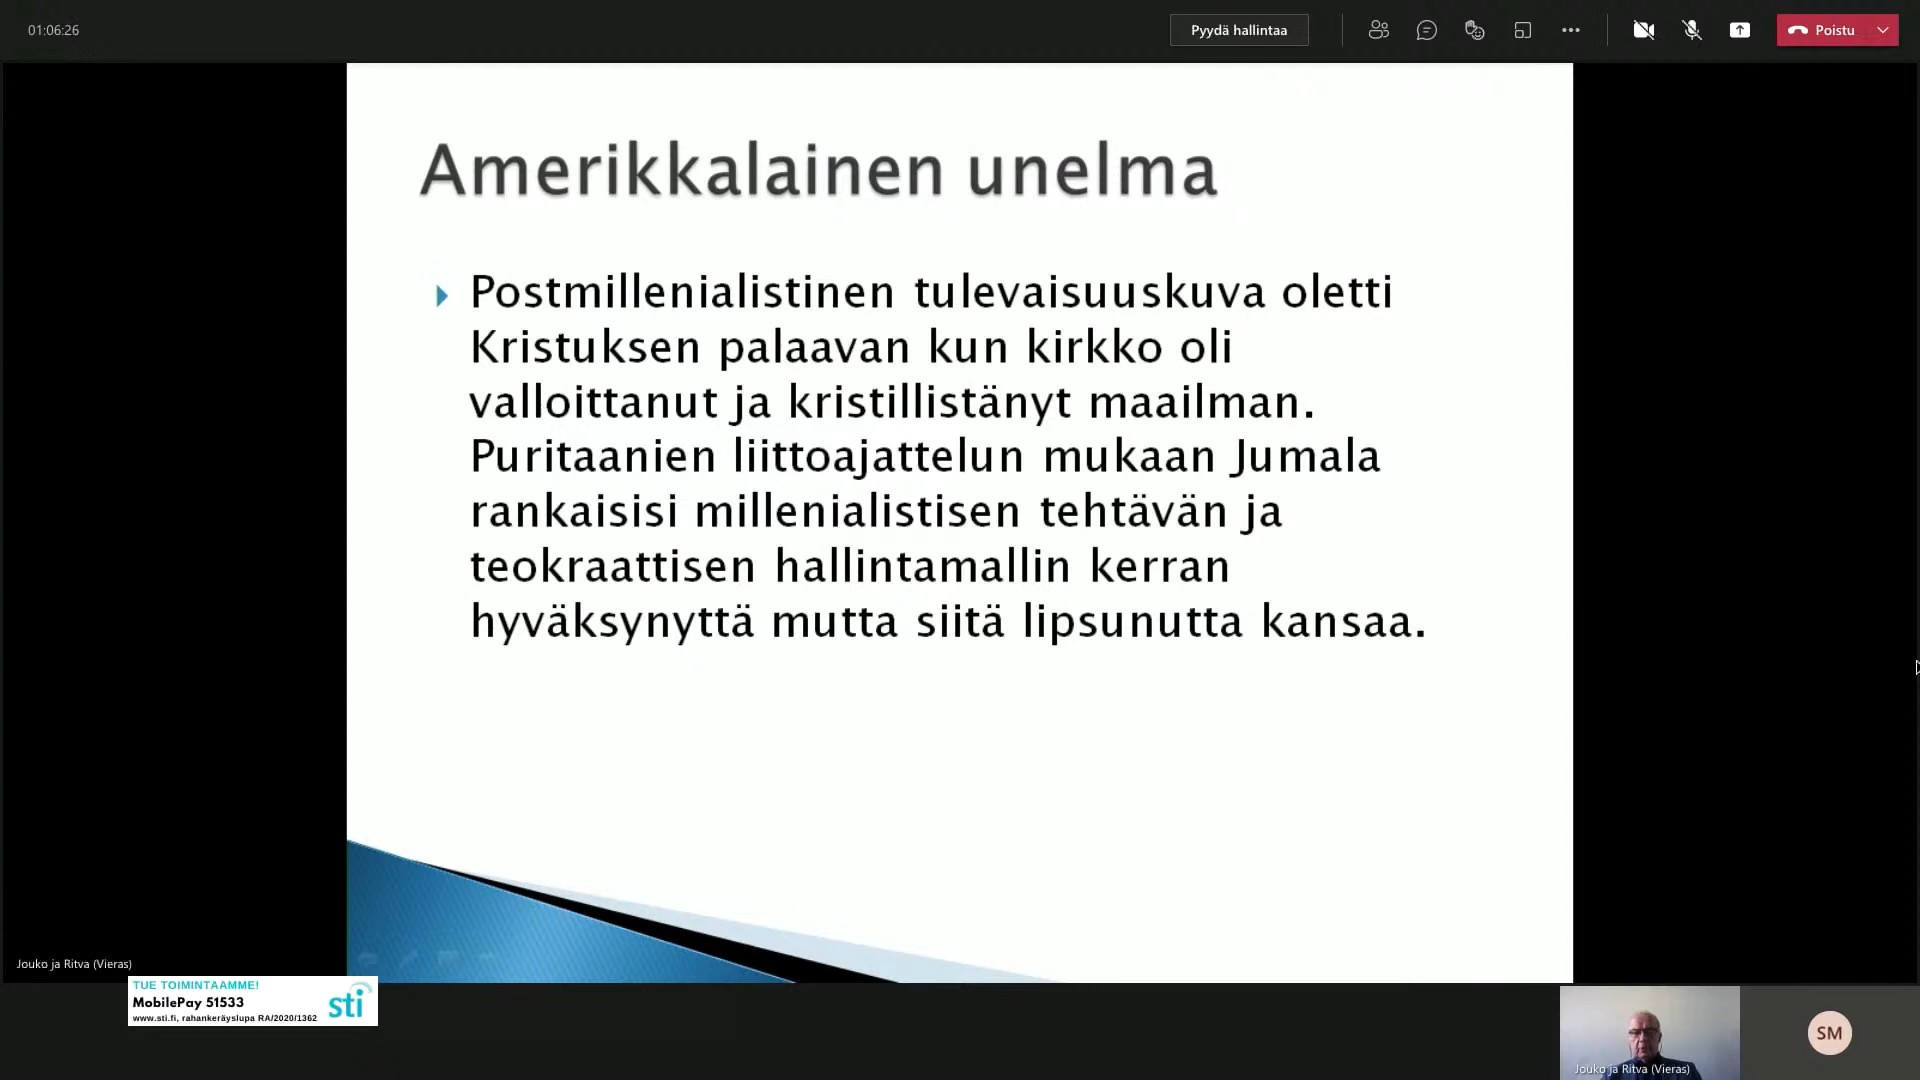 01:06:26
Pyydä hallintaa
Poistu
Amerikkalainen unelma
Postmillenialistinen tulevaisuuskuva oletti
Kristuksen palaavan kun kirkko oli
valloittanut ja kristillistänyt maailman.
Puritaanien liittoajattelun mukaan Jumala
rankaisisi millenialistisen tehtävän ja
teokraattisen hallintamallin kerran
hyväksynyttä mutta siitä lipsunutta kansaa.
Jouko ja Ritva (Vieras)
TUE TOIMINTAAMME!
MobilePay 51533
www.sti.fi, rahankeräyslupa RA/2020/1362
sti
Jouko ja Ritva (Vieras)
SM